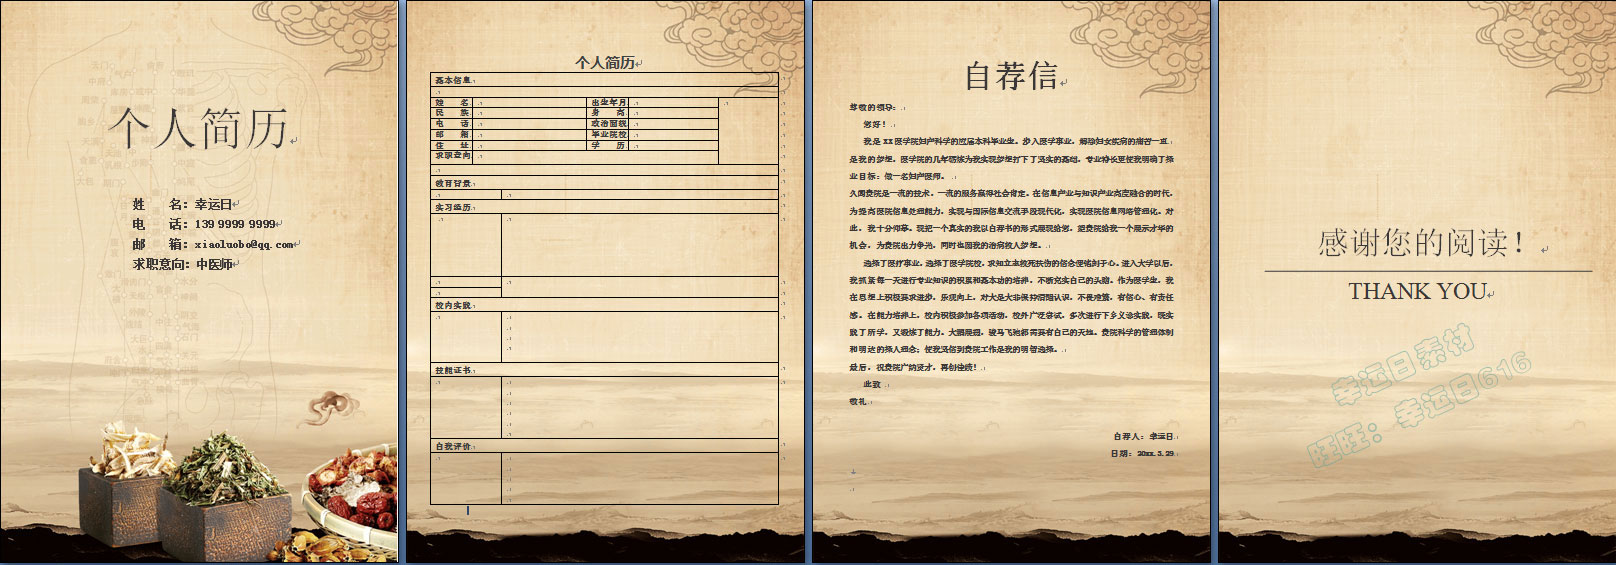 个人简历
姓 名：幸运日
电 话：139 9999 9999
邮 箱：xiaoluobo@qq.com
求职意向：中医师
个人简历
基本信息
姓 名 出生年月
民 族 身 高
电 话 政治面貌
邮 箱 毕业院校
住 址 学 历
求职意向
教育背景
实习经历
校内实践
技能证书
自我评价
自荐信
尊敬的领导：
您好！
我是XX医学院妇产科学的应届本科毕业生。步入医学事业，解除妇女疾病的痛苦一直
是我的梦想，医学院的几年砺炼为我实现梦想打下了坚实的基础，专业特长更使我明确了择
业目标：做一名妇产医师。
久闻贵院是一流的技术，一流的服务赢得社会肯定。在信息产业与知识产业高度融合的时代，
为提高医院信息处理能力，实现与国际信息交流手段现代化，实现医院信息网络管理化。对
此，我十分仰慕。现把一个真实的我以自荐书的形式展现给您，望贵院给我一个展示才华的
机会，为贵院出力争光，同时也圆我的治病救人梦想。
选择了医疗事业，选择了医学院校，求知立志救死扶伤的信念便铭刻于心。进入大学以后，
我抓紧每一天进行专业知识的积累和基本功的培养，不断充实自己的头脑。作为医学生，我
在思想上积极要求进步，乐观向上，对大是大非保持清醒认识，不畏难繁，有信心、有责任
感。在能力培养上，校内积极参加各项活动，校外广泛尝试，多次进行下乡义诊实践，既实
践了所学，又锻炼了能力。大鹏展翅，骏马飞驰都需要有自己的天地。贵院科学的管理体制
和明达的择人理念；使我坚信到贵院工作是我的明智选择。
最后，祝贵院广纳贤才，再创佳绩！
此致
敬礼
自荐人：幸运日
日期：20xx.3.29
感谢您的阅读！
THANK YOU
幸运日素材
旺旺：幸运日616